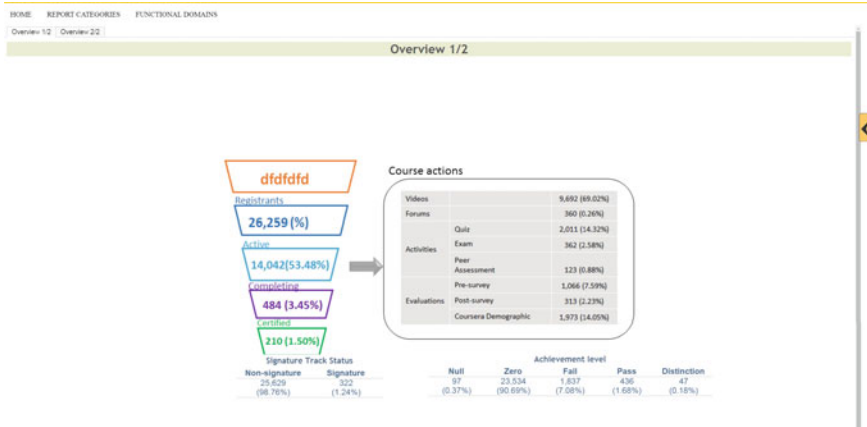 HOME REPORT CATEGORIES FUNCTIONAL DOMAINS
Overview 1/2 Overview 2/2
Overview 1/2
dfdfdfd
Registrants
26,259 (%)
Active
14,042(53.48%)
Completing
484 (3.45%)
Certified
210 (1.50%)
Course actions
Videos 9,692 (69.02%)
Forums 360 (0.26%)
Activities
Quiz 2,011 (14.32%)
Exam 362 (2.58%)
Peer
Assessment 123 (0.88%)
Evaluations
Pre-survey 1,066 (7.59%)
Post-survey 313 (2.23%)
Coursera Demographic 1,973 (14.05%)
Signature Track Status
Non-signature Signature
25,629 322
(98.76%) (1.24%)
Achievement level
Null Zero Fail Pass Distinction
97 23,534 1,837 436 47
(0.37%) (90.69%) (7.08%) (1.68%) (0.18%)